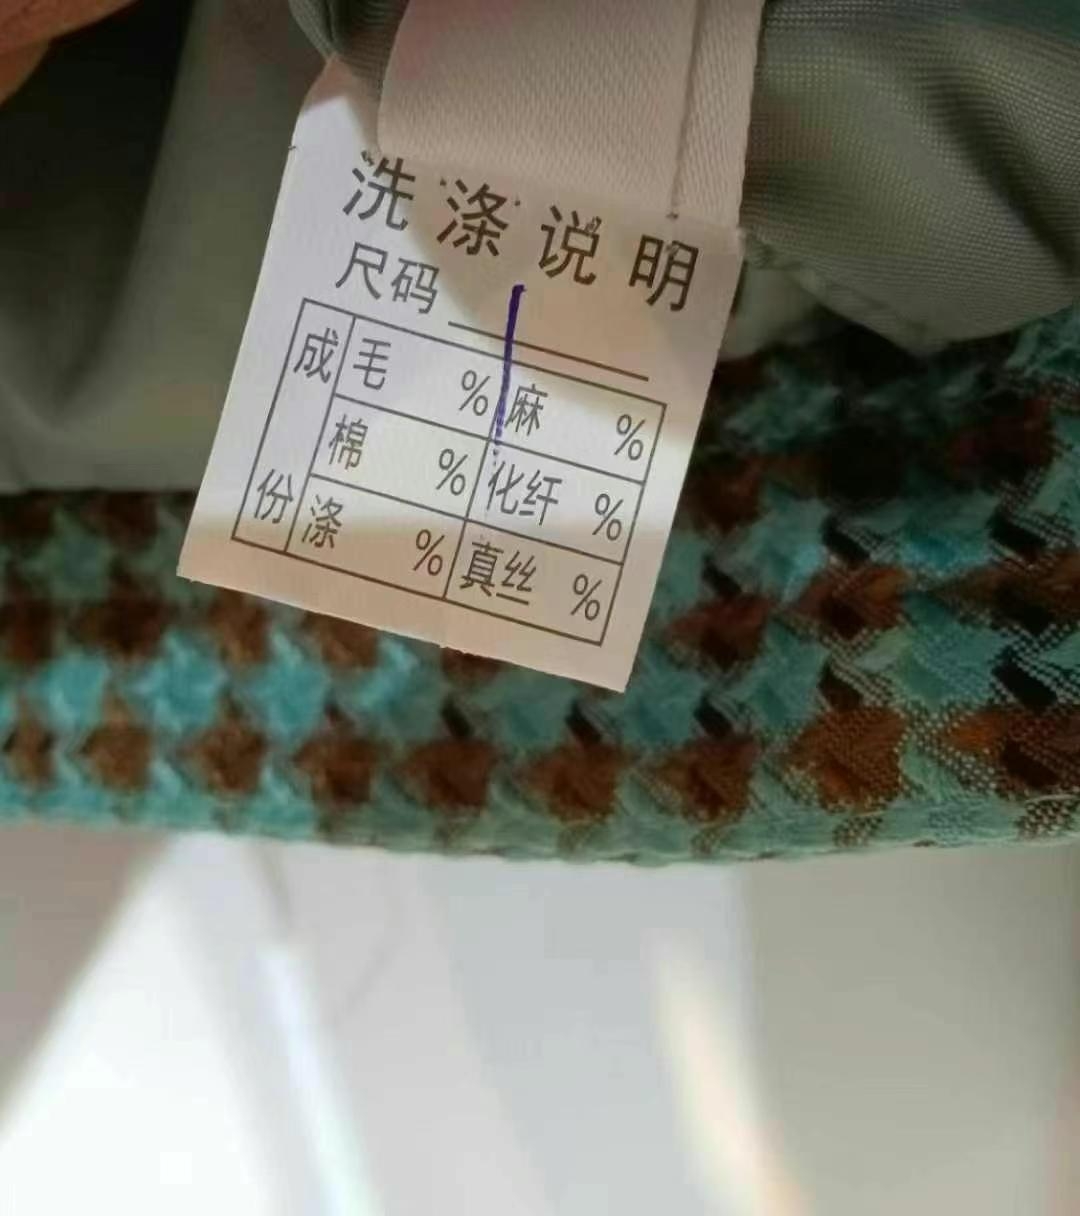 洗涤说明
尺码
成份
毛 % 麻 %
棉 % 化纤 %
涤 % 真丝 %